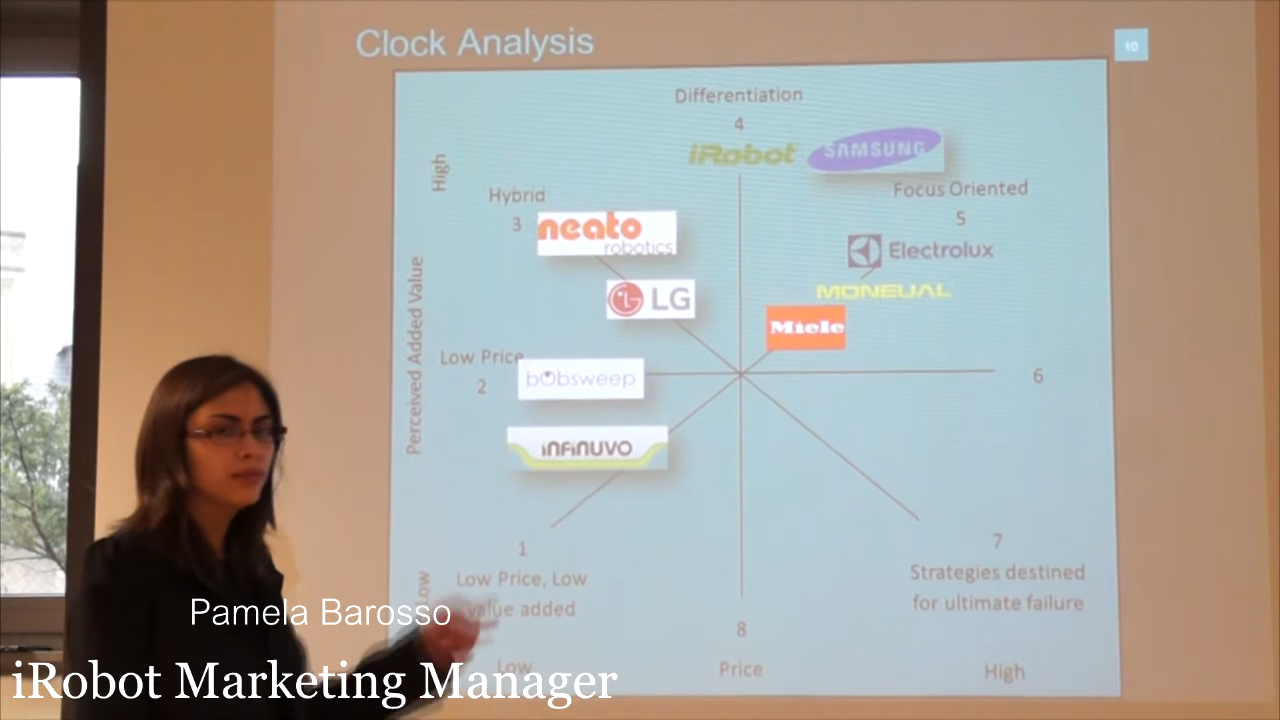 Clock Analysis
10
Differentiation
4
iRobot
SAMSUNG
High
Hybrid
3
neato
robotics
Focus Oriented
5
Electrolux
MONEUAL
LG
Miele
Perceived Added Value
Low Price
2
bObsweep
6
iNFiNUVO
1
Low Price, Low
value added
Low
7
Strategies destined
for ultimate failure
8
Low
Price
High
Pamela Barosso
iRobot Marketing Manager